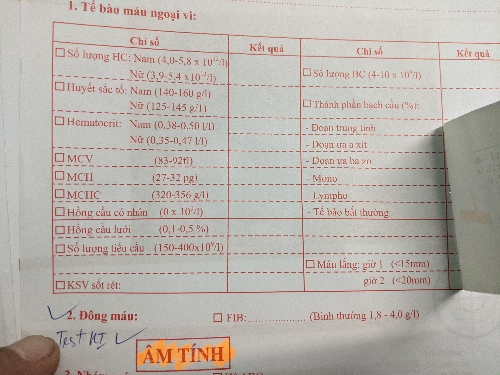 1. Tế bào máu ngoại vi:
Chỉ số Kết quả Chỉ số Kết quả
Số lượng HC: Nam (4,0-5,8 x 10¹²/l)
Nữ (3,9-5,4 x10¹²/l)
Số lượng BC (4-10 x 10⁹/l)
Huyết sắc tố: Nam (140-160 g/l)
Nữ (125-145 g/l)
Thành phần bạch cầu (%):
Hematocrit: Nam (0,38-0,50 l/l)
Nữ (0,35-0,47 l/l)
- Đoạn trung tính
- Đoạn ưa a xít
MCV (83-92fl) - Đoạn ưa ba zơ
MCH (27-32 pg) - Mono
MCHC (320-356 g/l) - Lympho
Hồng cầu có nhân (0 x 10⁹/l) - Tế bào bất thường
Hồng cầu lưới (0,1-0,5 %)
Số lượng tiểu cầu (150-400x10⁹/l)
Máu lắng: giờ 1 (<15mm)
KSV sốt rét: giờ 2 (<20mm)
2. Đông máu: FIB:................ (Bình thường 1,8 - 4,0 g/l)
Test
ÂM TÍNH